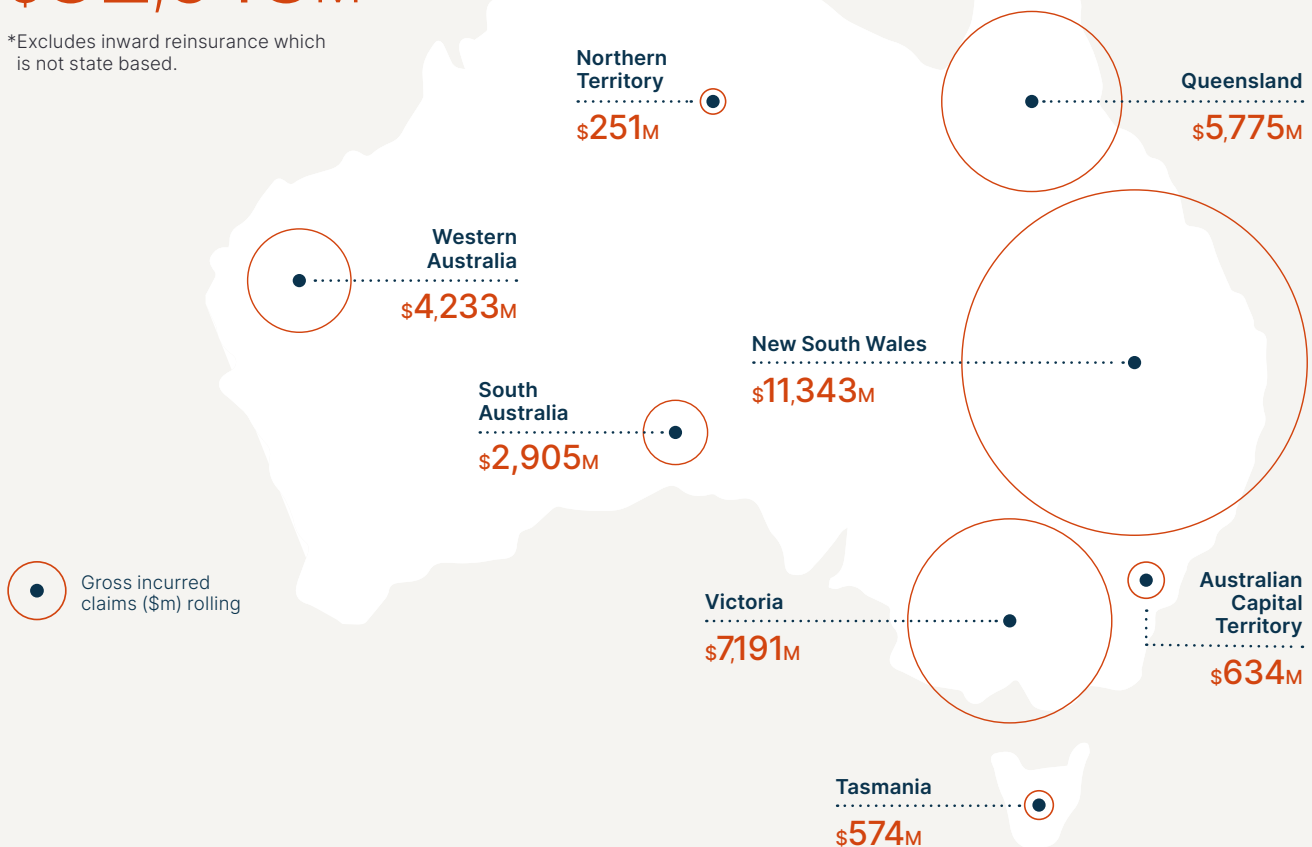 *Excludes inward reinsurance which
is not state based.
Northern
Territory
$251M
Queensland
$5,775M
Western
Australia
$4,233M
New South Wales
$11,343M
South
Australia
$2,905M
Gross incurred
claims ($m) rolling
Victoria
$7,191M
Australian
Capital
Territory
$634M
Tasmania
$574M